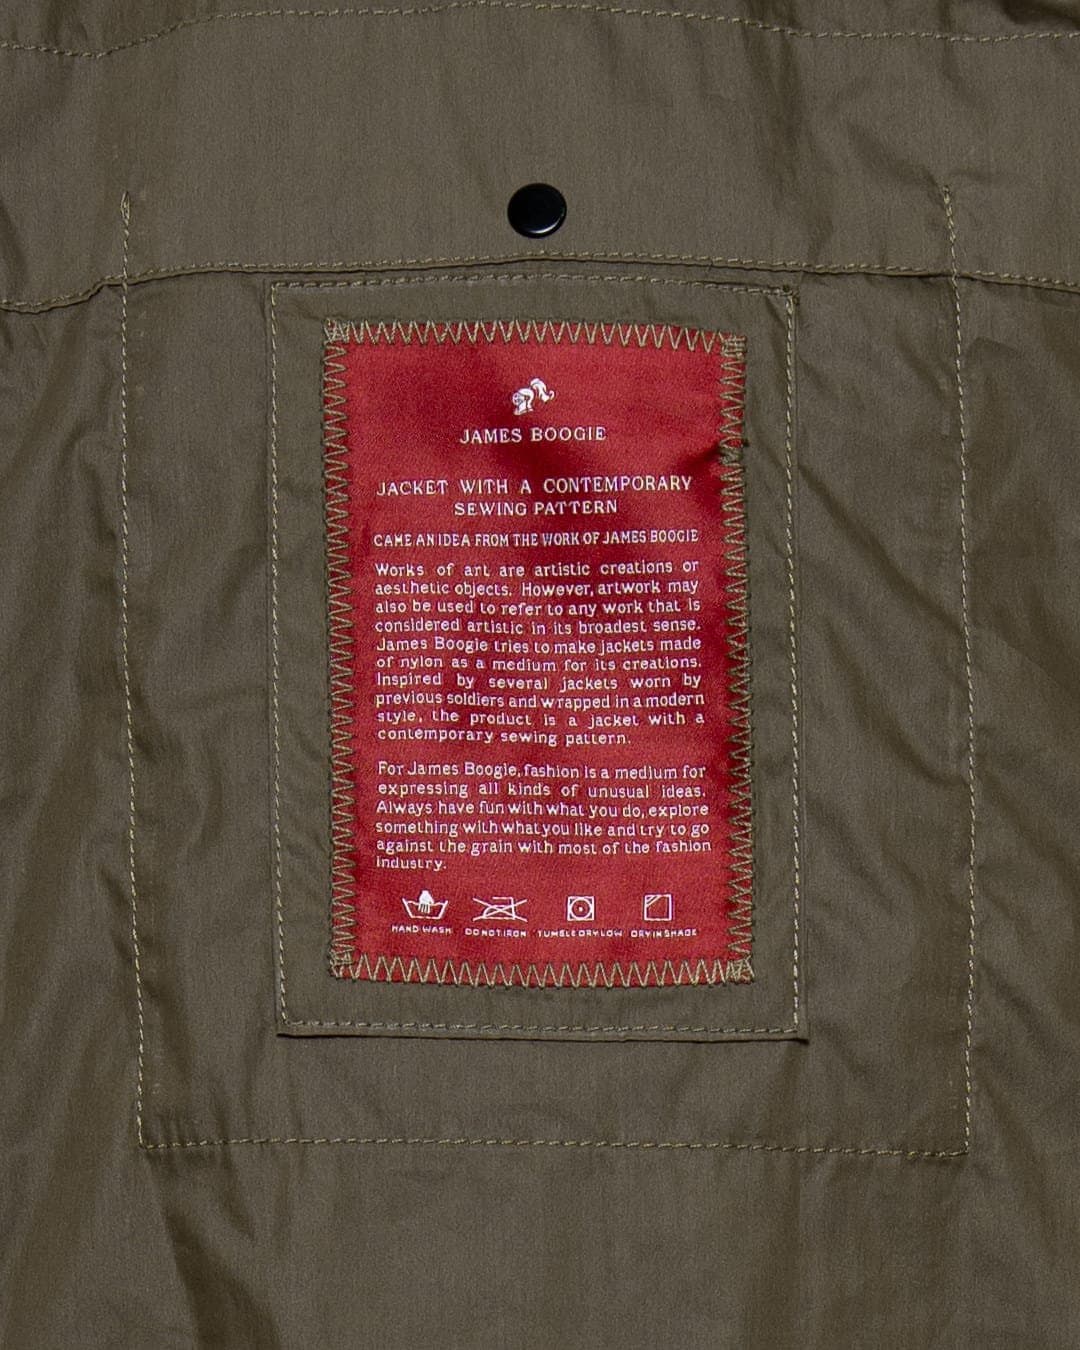 JAMES BOOGIE
JACKET WITH A CONTEMPORARY
SEWING PATTERN
CAME AN IDEA FROM THE WORK OF JAMES BOOGIE
Works of art are artistic creations or
aesthetic objects. However, artwork may
also be used to refer to any work that is
considered artistic in its broadest sense.
James Boogie tries to make jackets made
of nylon as a medium for its creations.
Inspired by several jackets worn by
previous soldiers and wrapped in a modern
style, the product is a jacket with a
contemporary sewing pattern.
For James Boogie, fashion is a medium for
expressing all kinds of unusual ideas.
Always have fun with what you do, explore
something with what you like and try to go
against the grain with most of the fashion
industry.
HAND WASH DO NOT IRON TUMBLE DRY LOW DRY IN SHADE